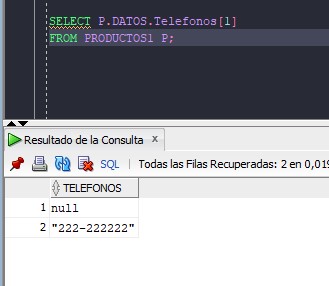 SELECT P.DATOS.Telefonos[1]
FROM PRODUCTOS1 P;
Resultado de la Consulta x
SQL | Todas las Filas Recuperadas: 2 en 0,019
TELEFONOS
1 null
2 "222-222222"